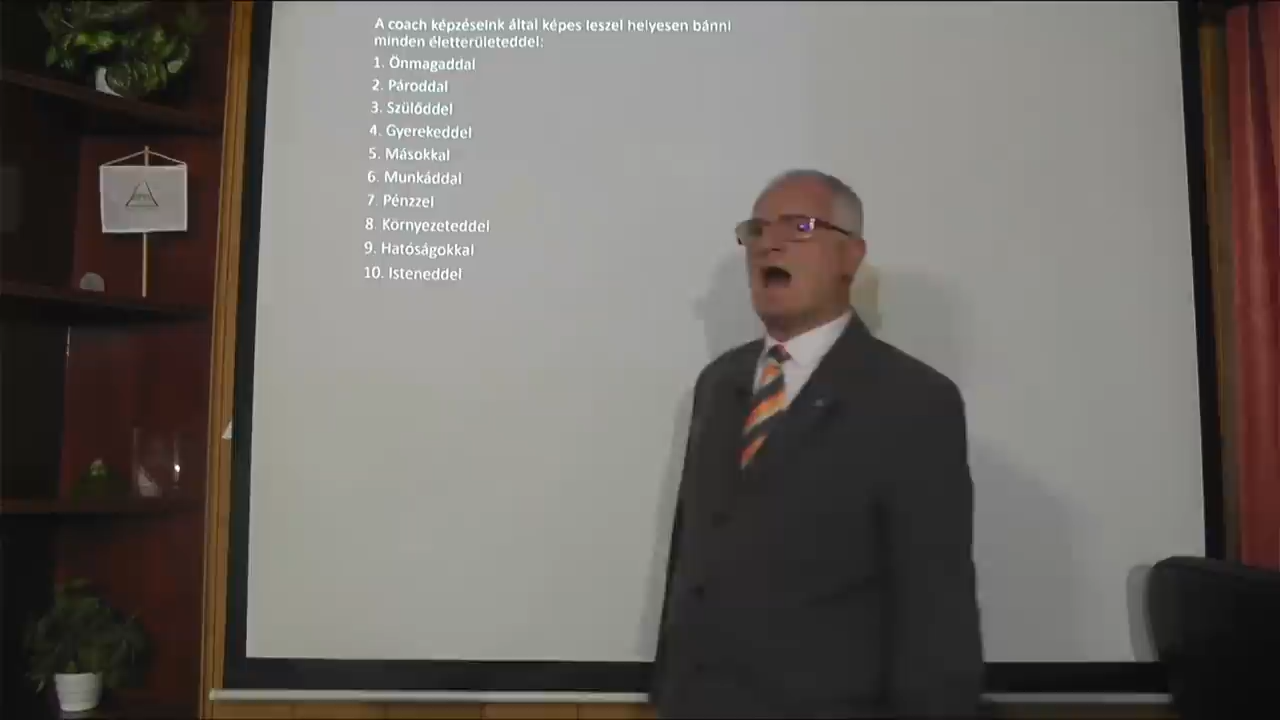 A coach képzéseink által képes leszel helyesen bánni
minden életterületeddel:
1. Önmagaddal
2. Pároddal
3. Szülőddel
4. Gyerekeddel
5. Másokkal
6. Munkáddal
7. Pénzzel
8. Környezeteddel
9. Hatóságokkal
10. Isteneddel